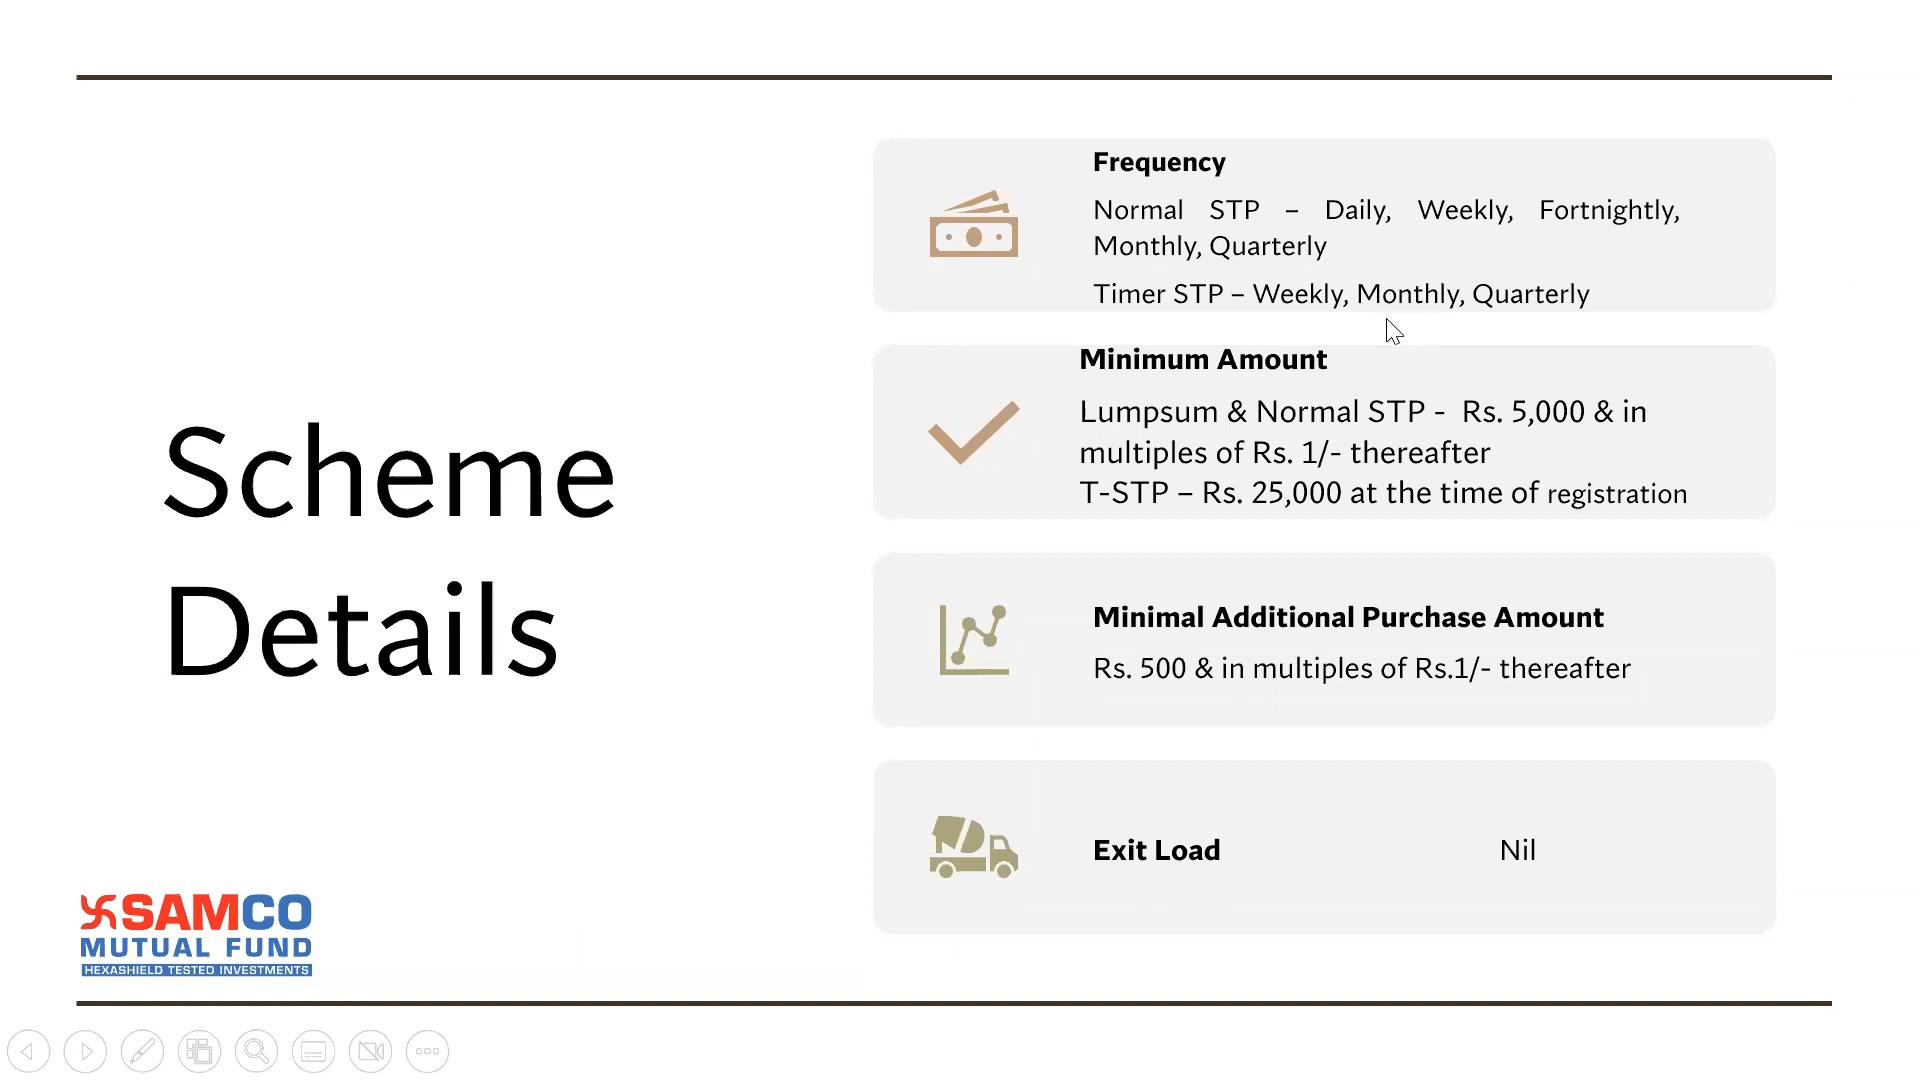 Scheme
Details
Frequency
Normal STP – Daily, Weekly, Fortnightly,
Monthly, Quarterly
Timer STP – Weekly, Monthly, Quarterly
Minimum Amount
Lumpsum & Normal STP - Rs. 5,000 & in
multiples of Rs. 1/- thereafter
T-STP – Rs. 25,000 at the time of registration
Minimal Additional Purchase Amount
Rs. 500 & in multiples of Rs.1/- thereafter
Exit Load Nil
SAMCO
MUTUAL FUND
HEXASHIELD TESTED INVESTMENTS